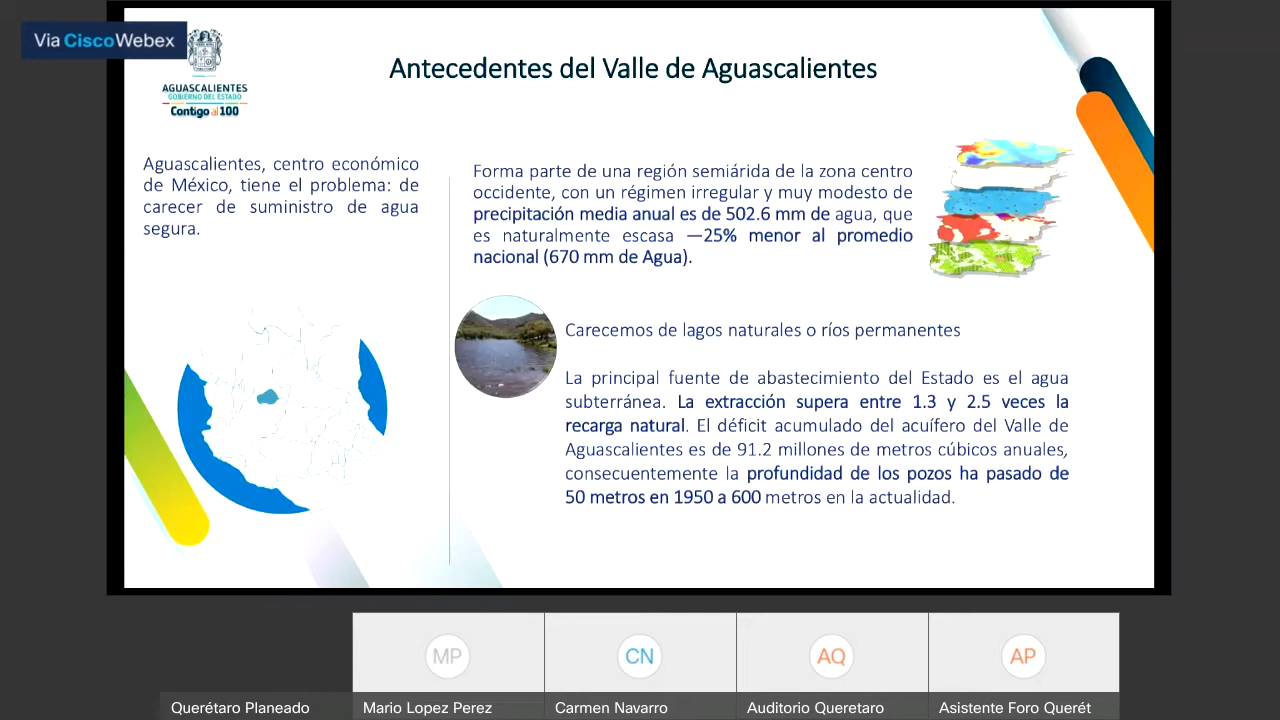 Via Cisco Webex
AGUASCALIENTES
GOBIERNO DEL ESTADO
Contigo al 100
Antecedentes del Valle de Aguascalientes
Aguascalientes, centro económico
de México, tiene el problema: de
carecer de suministro de agua
segura.
Forma parte de una región semiárida de la zona centro
occidente, con un régimen irregular y muy modesto de
precipitación media anual es de 502.6 mm de agua, que
es naturalmente escasa —25% menor al promedio
nacional (670 mm de Agua).
Carecemos de lagos naturales o ríos permanentes
La principal fuente de abastecimiento del Estado es el agua
subterránea. La extracción supera entre 1.3 y 2.5 veces la
recarga natural. El déficit acumulado del acuífero del Valle de
Aguascalientes es de 91.2 millones de metros cúbicos anuales,
consecuentemente la profundidad de los pozos ha pasado de
50 metros en 1950 a 600 metros en la actualidad.
MP
CN
AQ
AP
Querétaro Planeado
Mario Lopez Perez
Carmen Navarro
Auditorio Queretaro
Asistente Foro Querét